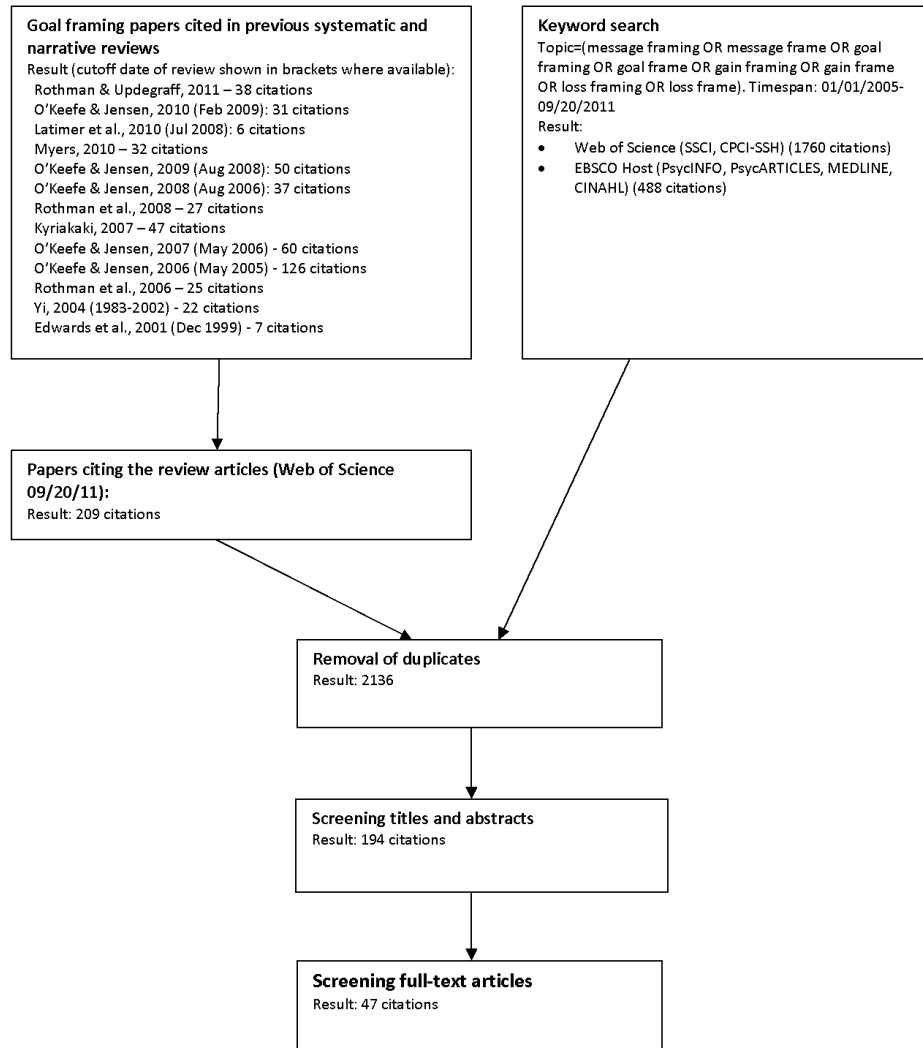 Goal framing papers cited in previous systematic and
narrative reviews
Result (cutoff date of review shown in brackets where available):
Rothman & Updegraff, 2011 – 38 citations
O'Keefe & Jensen, 2010 (Feb 2009): 31 citations
Latimer et al., 2010 (Jul 2008): 6 citations
Myers, 2010 – 32 citations
O'Keefe & Jensen, 2009 (Aug 2008): 50 citations
O'Keefe & Jensen, 2008 (Aug 2006): 37 citations
Rothman et al., 2008 – 27 citations
Kyriakaki, 2007 – 47 citations
O'Keefe & Jensen, 2007 (May 2006) - 60 citations
O'Keefe & Jensen, 2006 (May 2005) - 126 citations
Rothman et al., 2006 – 25 citations
Yi, 2004 (1983-2002) - 22 citations
Edwards et al., 2001 (Dec 1999) - 7 citations
Keyword search
Topic=(message framing OR message frame OR goal
framing OR goal frame OR gain framing OR gain frame
OR loss framing OR loss frame). Timespan: 01/01/2005-
09/20/2011
Result:
• Web of Science (SSCI, CPCI-SSH) (1760 citations)
• EBSCO Host (PsycINFO, PsycARTICLES, MEDLINE,
CINAHL) (488 citations)
Papers citing the review articles (Web of Science
09/20/11):
Result: 209 citations
Removal of duplicates
Result: 2136
Screening titles and abstracts
Result: 194 citations
Screening full-text articles
Result: 47 citations